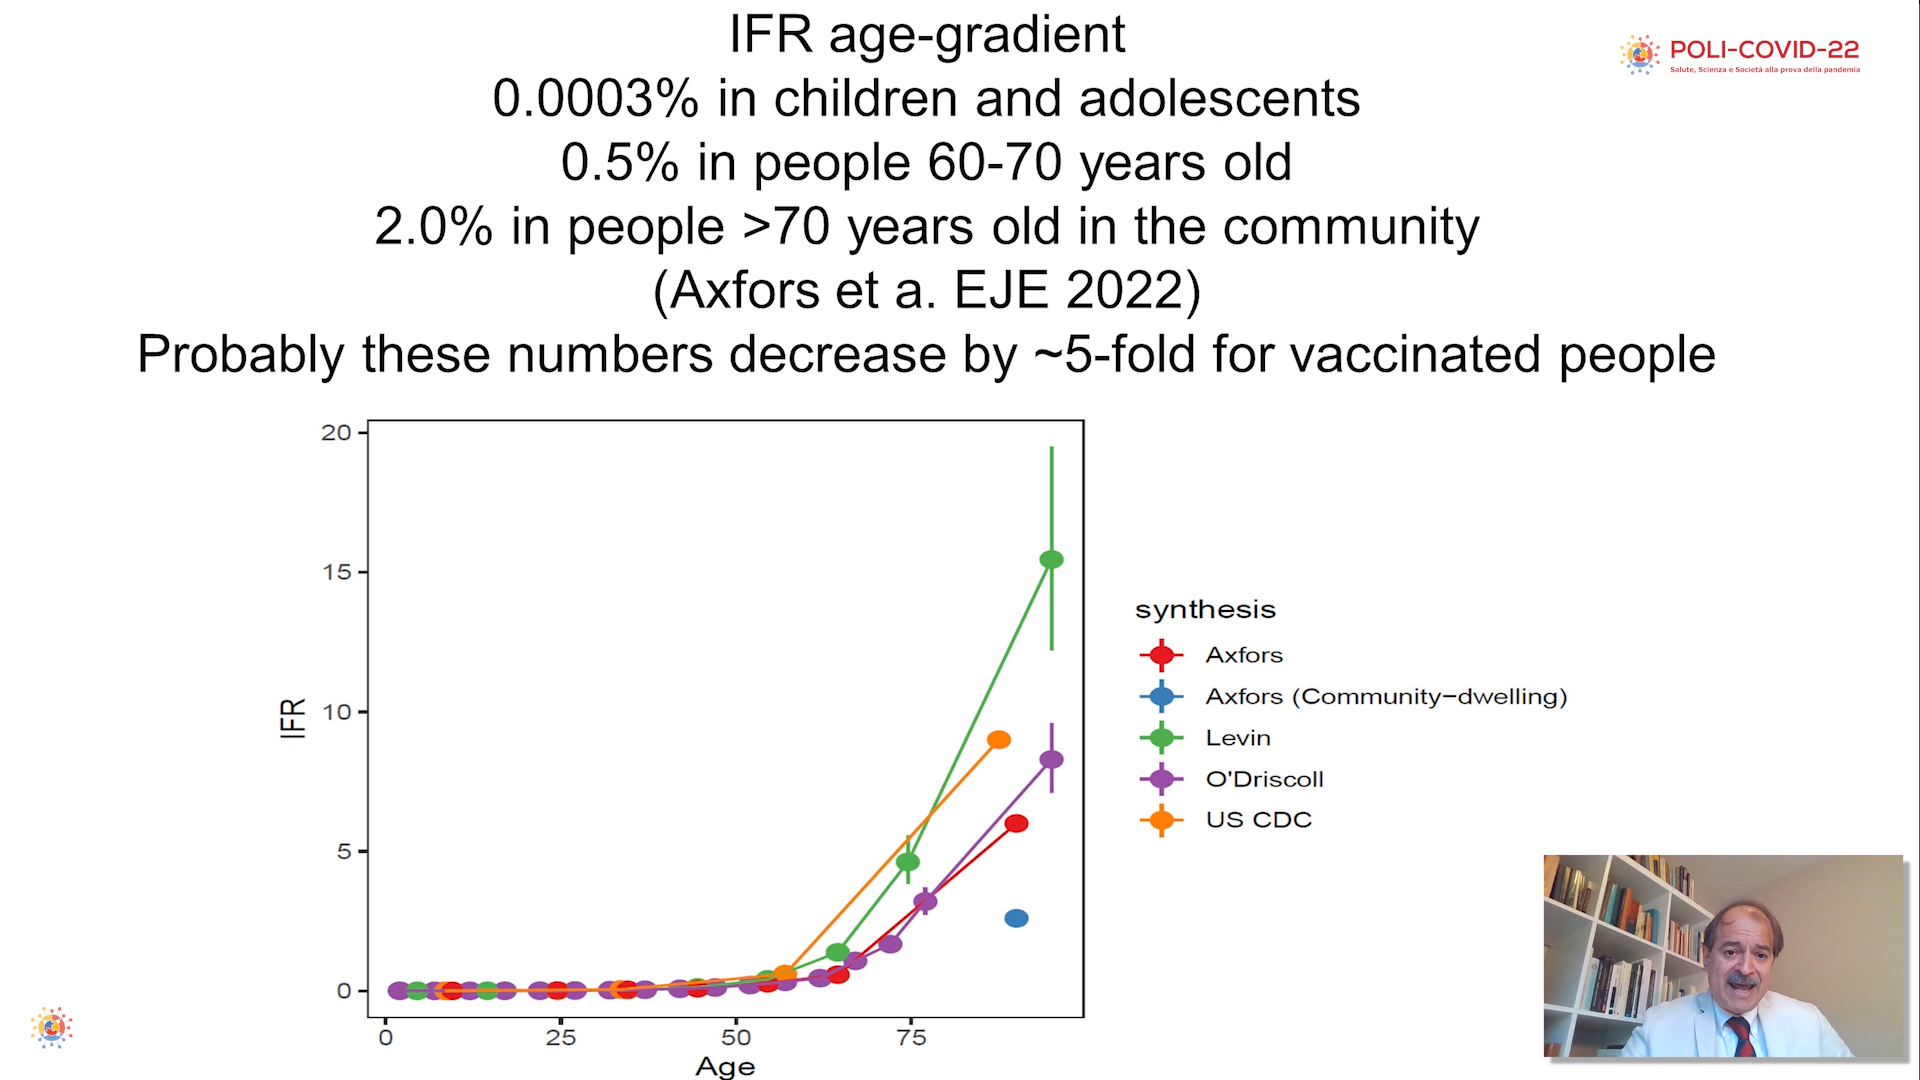 IFR age-gradient
0.0003% in children and adolescents
0.5% in people 60-70 years old
2.0% in people >70 years old in the community
(Axfors et a. EJE 2022)
Probably these numbers decrease by ~5-fold for vaccinated people
POLI-COVID-22
Salute, Scienza e Società alla prova della pandemia
20
15
10
5
0
IFR
0 25 50 75
Age
synthesis
Axfors
Axfors (Community−dwelling)
Levin
O'Driscoll
US CDC